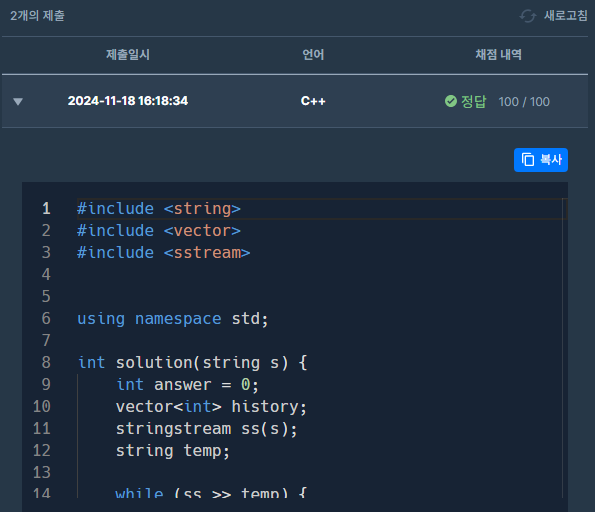 2개의 제출
새로고침
제출일시 언어 채점 내역
2024-11-18 16:18:34 C++ 정답 100 / 100
복사
1 #include <string>
2 #include <vector>
3 #include <sstream>
4
5
6 using namespace std;
7
8 int solution(string s) {
9 int answer = 0;
10 vector<int> history;
11 stringstream ss(s);
12 string temp;
13
14 while (ss >> temp) {